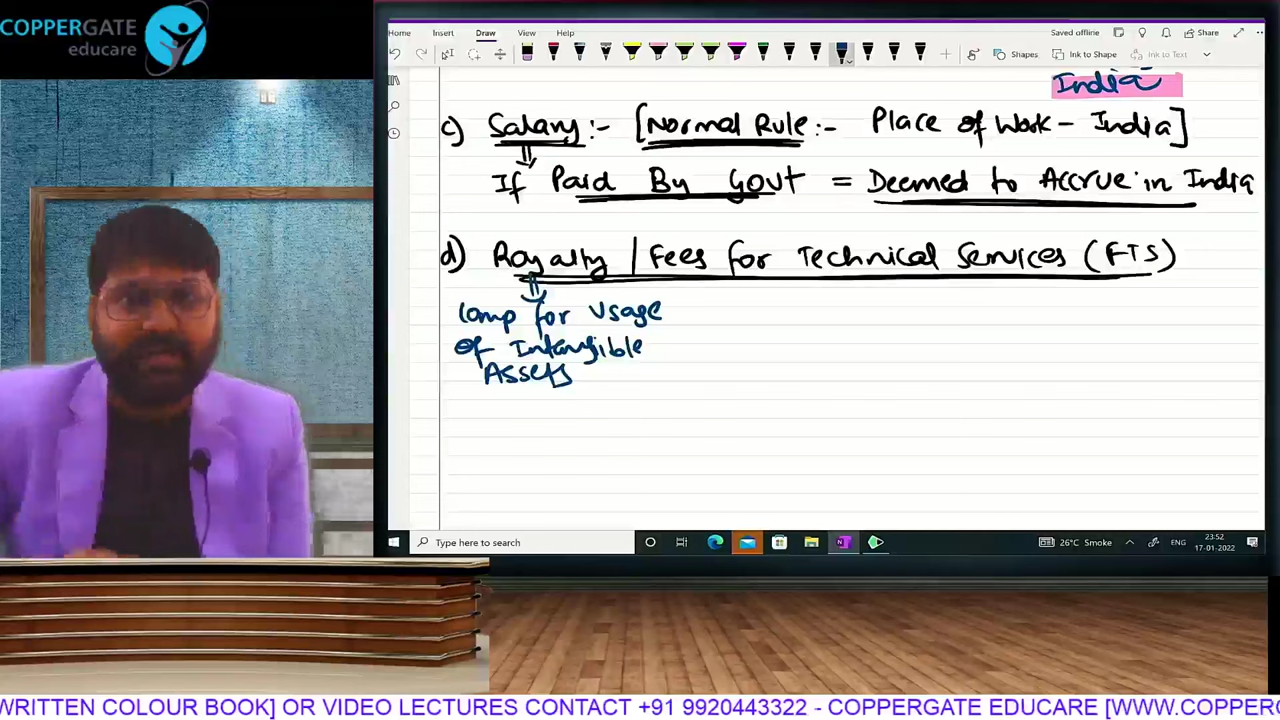 COPPERGATE
educare
Home Insert Draw View Help
Saved offline
Share
Shapes
Ink to Shape
Ink to Text
India
c) Salary :- [Normal Rule :- Place of Work - India]
If Paid By Govt = Deemed to Accrue in India
d) Royalty | Fees for Technical Services (FTS)
Comp for Usage
of Intangible
Assets
Type here to search
26°C Smoke
ENG
23:52
17-01-2022
WRITTEN COLOUR BOOK] OR VIDEO LECTURES CONTACT +91 9920443322 - COPPERGATE EDUCARE [WWW.COPPERG